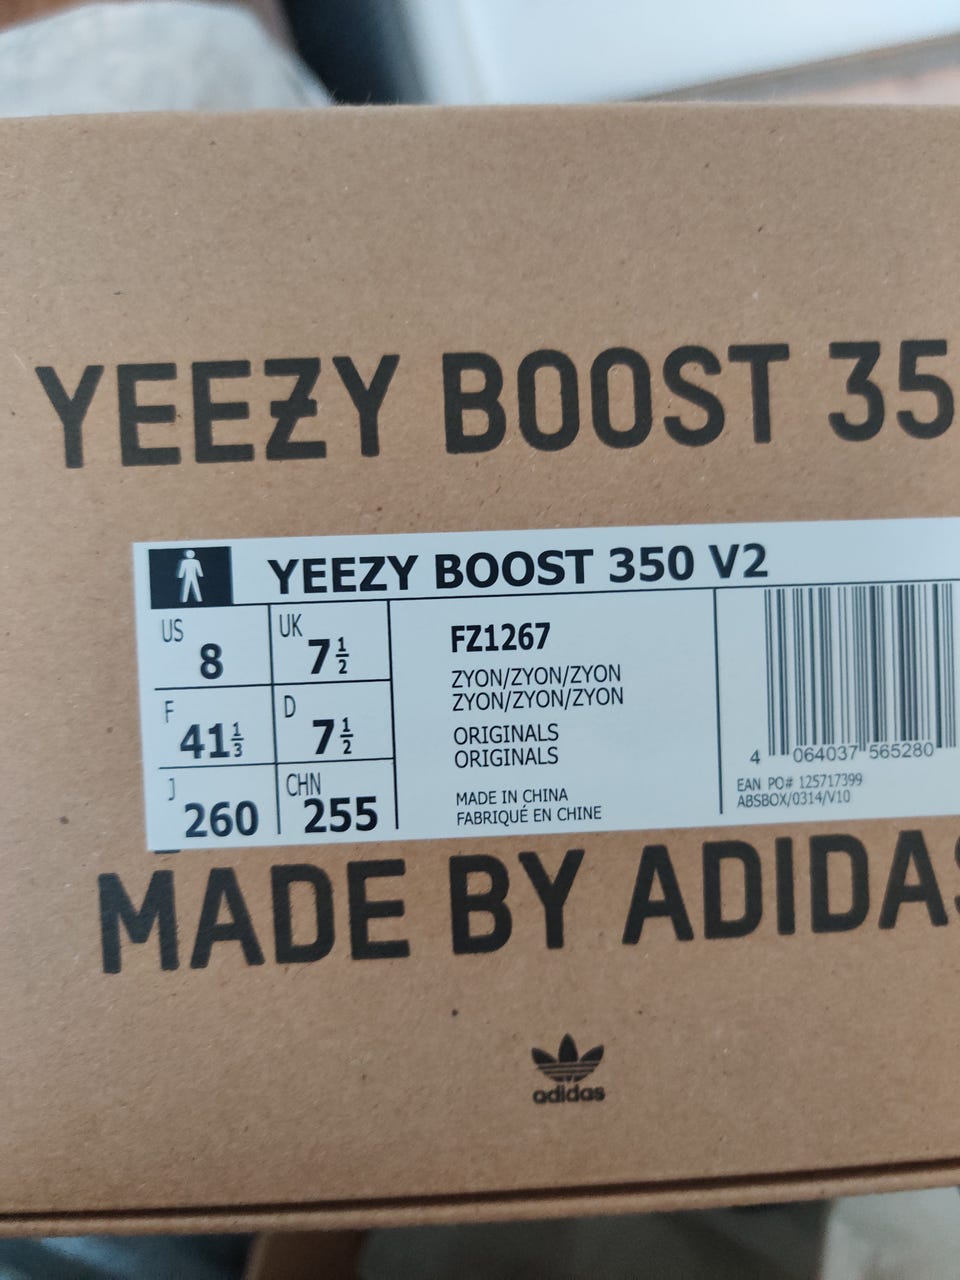 YEEZY BOOST 35
YEEZY BOOST 350 V2
US 8 UK 7 1/2
F 41 1/3 D 7 1/2
J 260 CHN 255
FZ1267
ZYON/ZYON/ZYON
ZYON/ZYON/ZYON
ORIGINALS
ORIGINALS
MADE IN CHINA
FABRIQUÉ EN CHINE
4 064037 565280
EAN PO# 125717399
ABSBOX/0314/V10
MADE BY ADIDAS
adidas